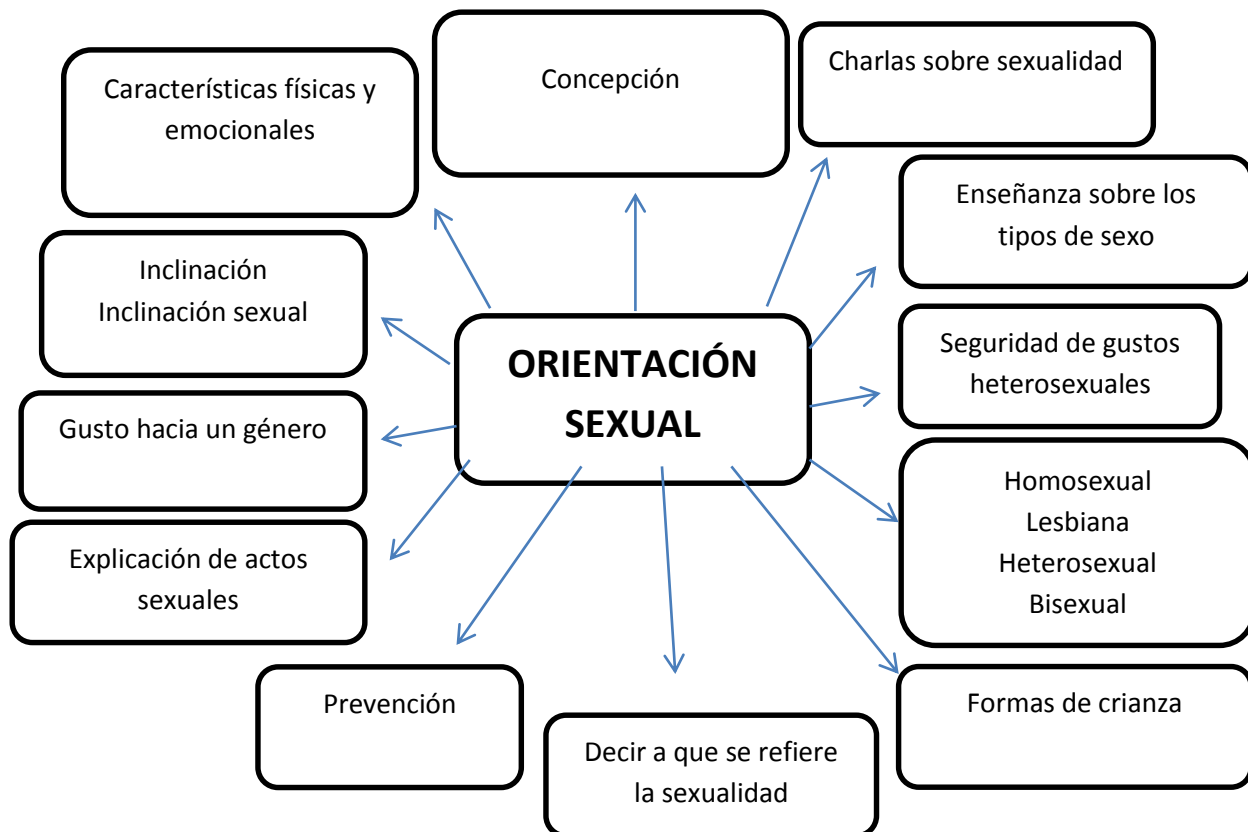 Características físicas y
emocionales
Concepción
Charlas sobre sexualidad
Enseñanza sobre los
tipos de sexo
Inclinación
Inclinación sexual
ORIENTACIÓN
SEXUAL
Seguridad de gustos
heterosexuales
Gusto hacia un género
Homosexual
Lesbiana
Heterosexual
Bisexual
Explicación de actos
sexuales
Prevención
Decir a que se refiere
la sexualidad
Formas de crianza